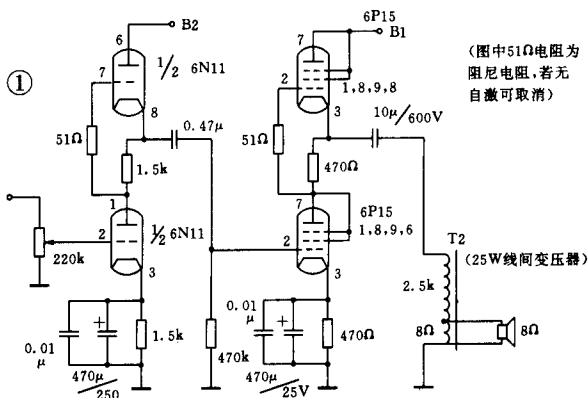 ①
6
B2
7
1/2 6N11
8
51Ω
0.47μ
1.5k
1
1/2 6N11
2
220k
3
0.01
μ
+
1.5k
470μ/250
470k
6P15
7
B1
2
1,8,9,8
3
10μ/600V
51Ω
470Ω
7
6P15
1,8,9,6
2
3
0.01
μ
+
470Ω
470μ/25V
(图中51Ω电阻为
阻尼电阻,若无
自激可取消)
T2
(25W线间变压器)
2.5k
8Ω
8Ω